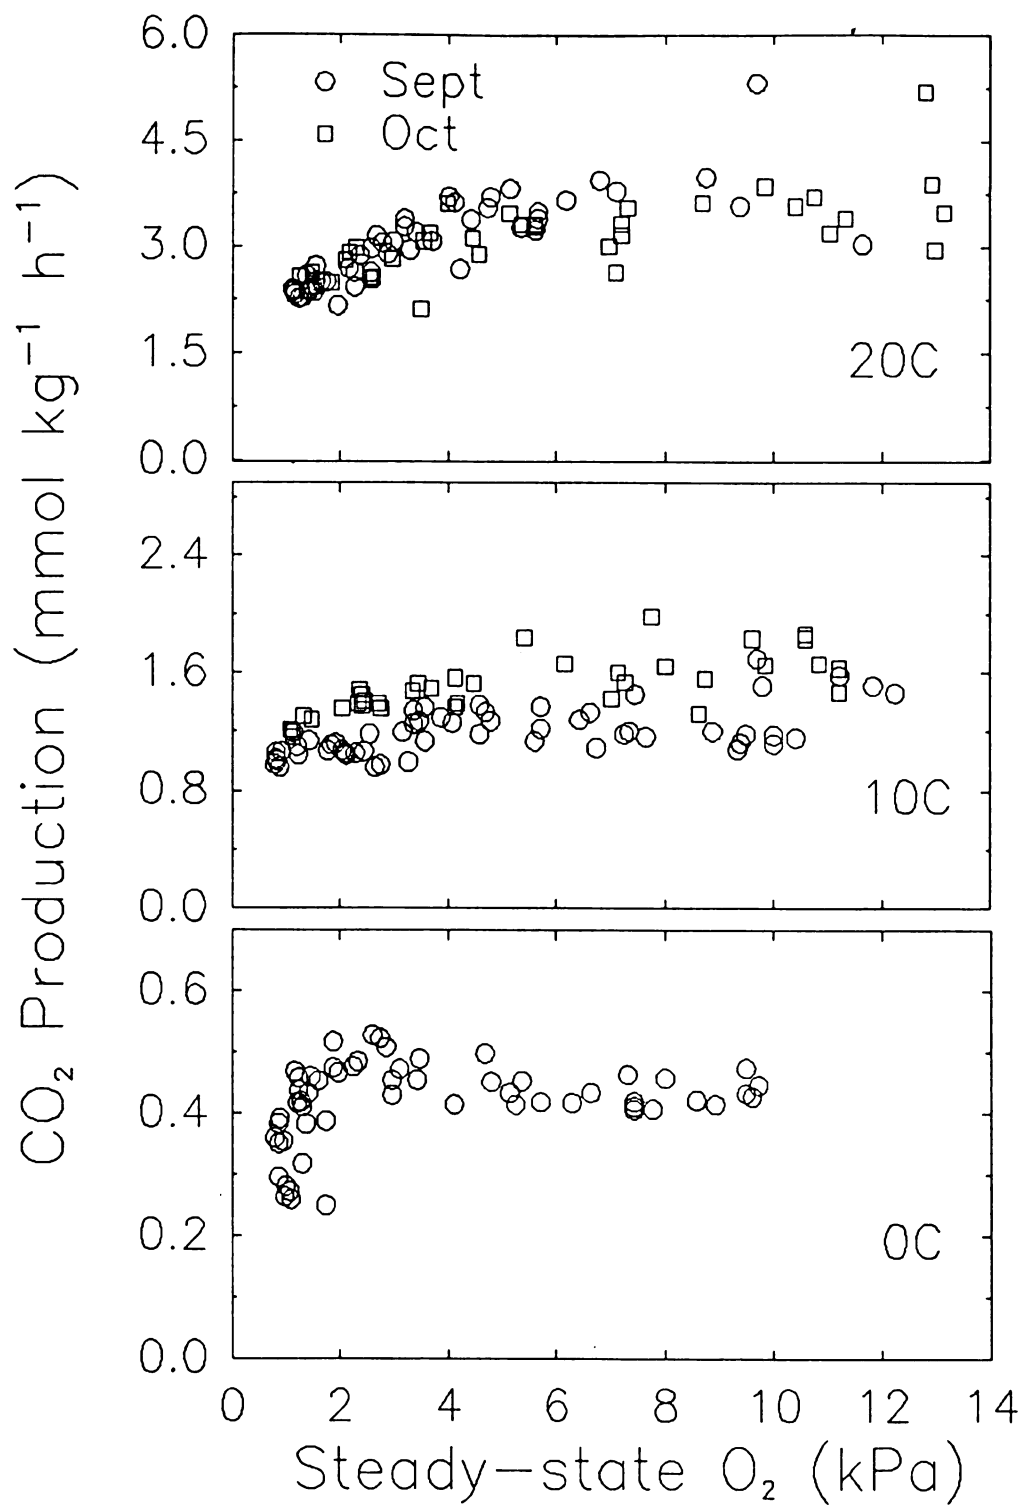 6.0
Sept
Oct
4.5
3.0
1.5
20C
0.0
2.4
1.6
0.8
10C
0.0
0.6
0.4
0.2
0C
0.0
0 2 4 6 8 10 12 14
Steady-state O₂ (kPa)
CO₂ Production (mmol kg⁻¹ h⁻¹)